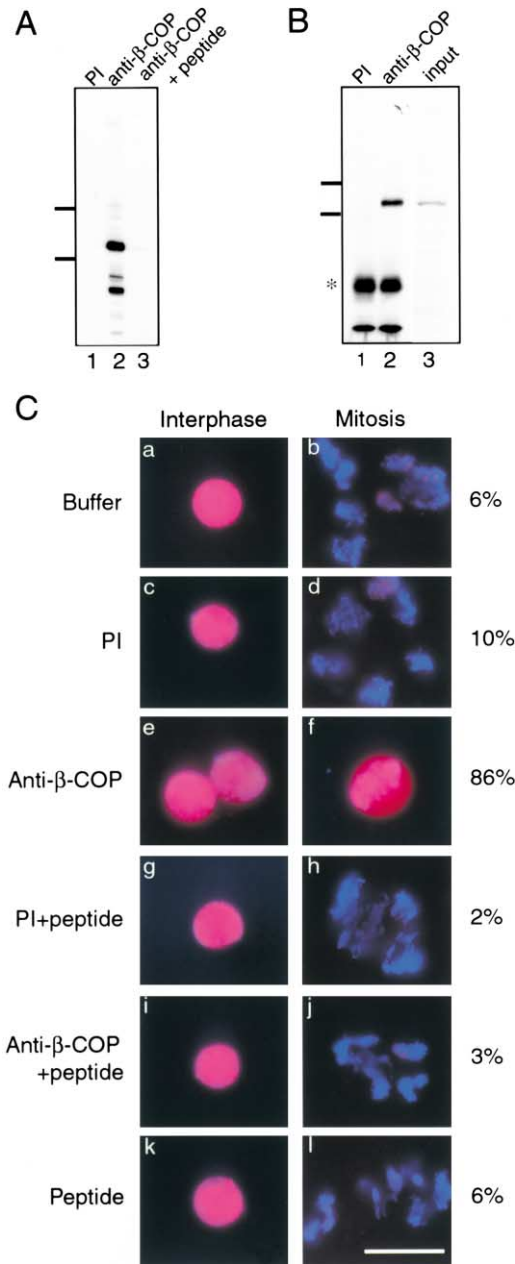 A
PI
anti-β-COP
anti-β-COP
+ peptide
1 2 3
B
PI
anti-β-COP
input
*
1 2 3
C
Interphase Mitosis
Buffer a b 6%
PI c d 10%
Anti-β-COP e f 86%
PI+peptide g h 2%
Anti-β-COP
+peptide i j 3%
Peptide k l 6%